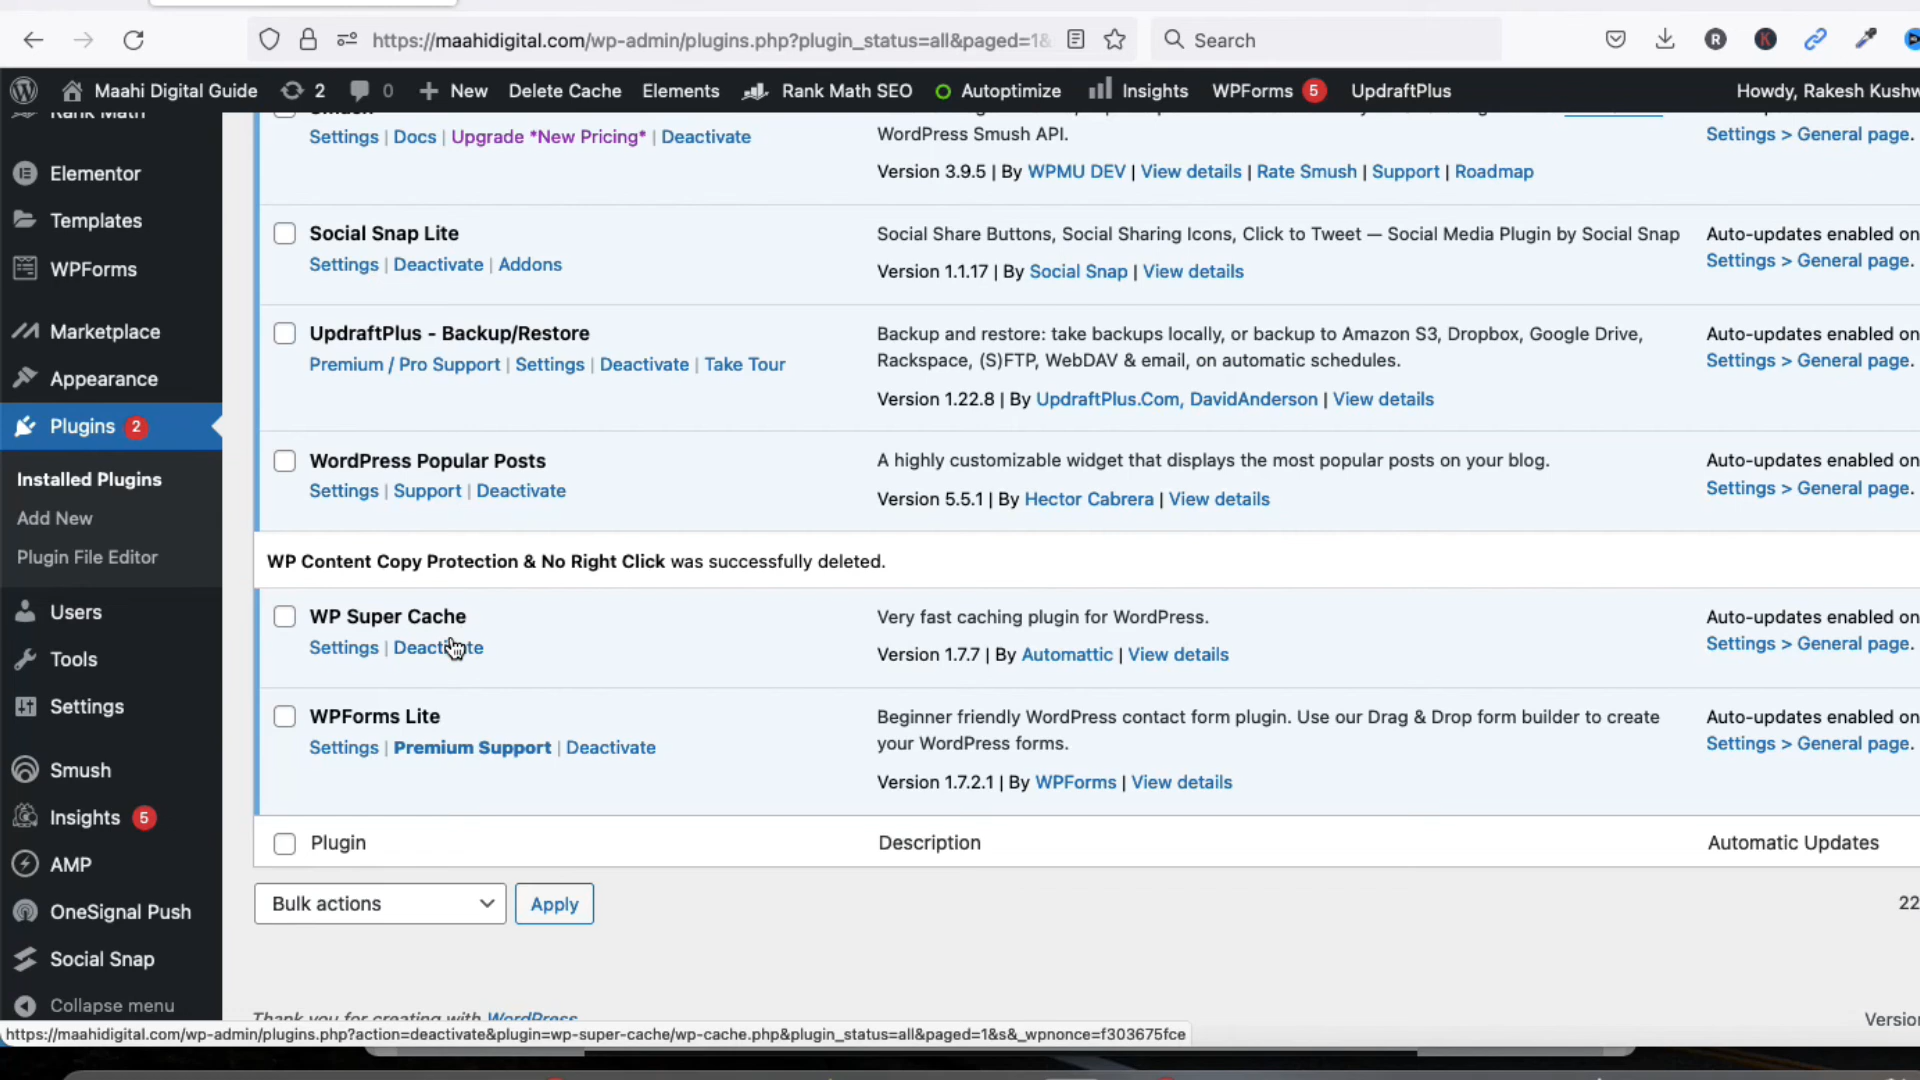 https://maahidigital.com/wp-admin/plugins.php?plugin_status=all&paged=1&
Search
Maahi Digital Guide 2 0 New Delete Cache Elements Rank Math SEO Autoptimize Insights WPForms 5 UpdraftPlus Howdy, Rakesh Kushw
Rank Math
Elementor
Templates
WPForms
Marketplace
Appearance
Plugins 2
Installed Plugins
Add New
Plugin File Editor
Users
Tools
Settings
Smush
Insights 5
AMP
OneSignal Push
Social Snap
Collapse menu
Settings | Docs | Upgrade *New Pricing* | Deactivate
WordPress Smush API.
Version 3.9.5 | By WPMU DEV | View details | Rate Smush | Support | Roadmap
Settings > General page.
Social Snap Lite
Settings | Deactivate | Addons
Social Share Buttons, Social Sharing Icons, Click to Tweet — Social Media Plugin by Social Snap
Version 1.1.17 | By Social Snap | View details
Auto-updates enabled on
Settings > General page.
UpdraftPlus - Backup/Restore
Premium / Pro Support | Settings | Deactivate | Take Tour
Backup and restore: take backups locally, or backup to Amazon S3, Dropbox, Google Drive,
Rackspace, (S)FTP, WebDAV & email, on automatic schedules.
Version 1.22.8 | By UpdraftPlus.Com, DavidAnderson | View details
Auto-updates enabled on
Settings > General page.
WordPress Popular Posts
Settings | Support | Deactivate
A highly customizable widget that displays the most popular posts on your blog.
Version 5.5.1 | By Hector Cabrera | View details
Auto-updates enabled on
Settings > General page.
WP Content Copy Protection & No Right Click was successfully deleted.
WP Super Cache
Settings | Deactivate
Very fast caching plugin for WordPress.
Version 1.7.7 | By Automattic | View details
Auto-updates enabled on
Settings > General page.
WPForms Lite
Settings | Premium Support | Deactivate
Beginner friendly WordPress contact form plugin. Use our Drag & Drop form builder to create
your WordPress forms.
Version 1.7.2.1 | By WPForms | View details
Auto-updates enabled on
Settings > General page.
Plugin Description Automatic Updates
Bulk actions Apply 22
Thank you for creating with WordPress
Versio
https://maahidigital.com/wp-admin/plugins.php?action=deactivate&plugin=wp-super-cache/wp-cache.php&plugin_status=all&paged=1&s&_wpnonce=f303675fce